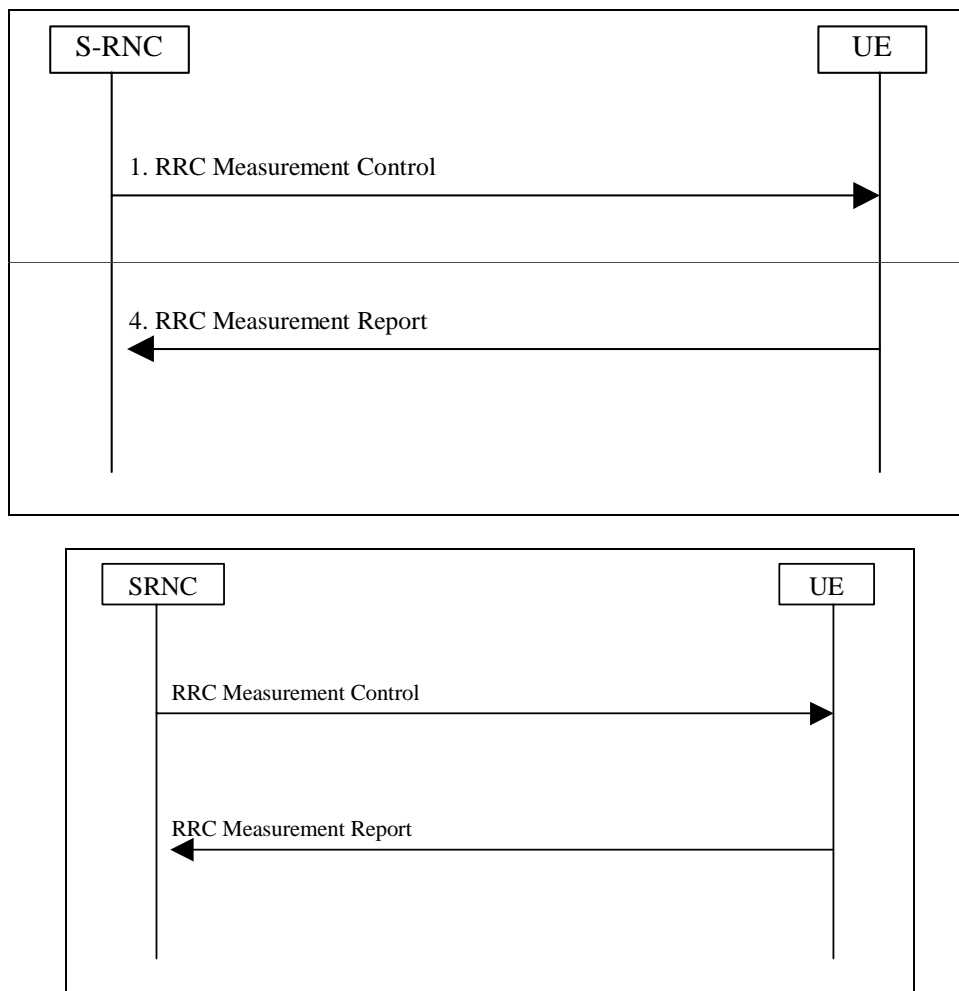 S-RNC
UE
1. RRC Measurement Control
4. RRC Measurement Report
SRNC
UE
RRC Measurement Control
RRC Measurement Report